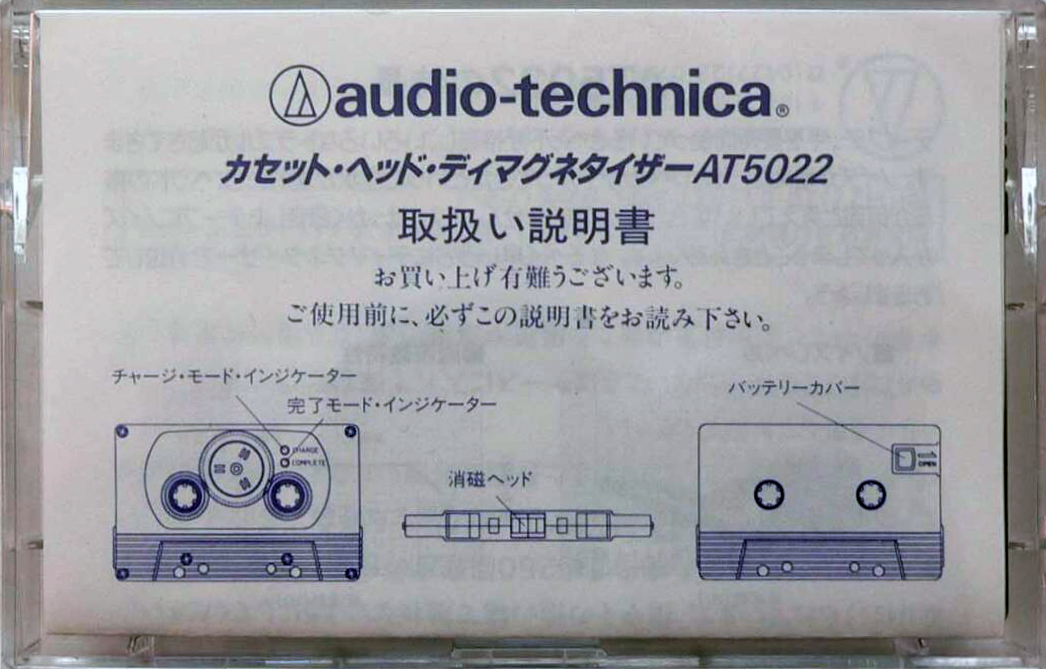 audio-technica®
カセット・ヘッド・ディマグネタイザーAT5022
取扱い説明書
お買い上げ有難うございます。
ご使用前に、必ずこの説明書をお読み下さい。
チャージ・モード・インジケーター
完了モード・インジケーター
CHARGE
COMPLETE
消磁ヘッド
バッテリーカバー
OPEN